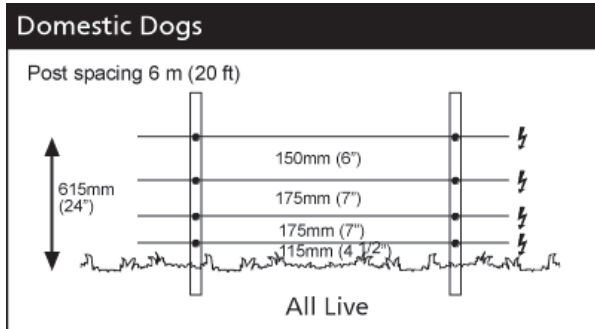 Domestic Dogs
Post spacing 6 m (20 ft)
150mm (6")
615mm
(24")
175mm (7")
175mm (7")
115mm (4 1/2")
All Live